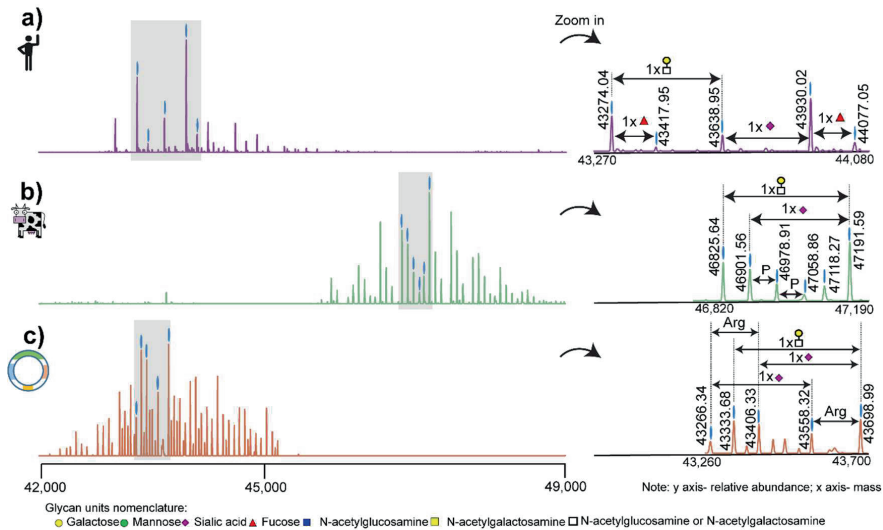 a)
Zoom in
1x
43274.04
43417.95
43638.95
43930.02
44077.05
1x
1x
1x
43,270
44,080
b)
1x
1x
46825.64
46901.56
46978.91
47058.86
47118.27
47191.59
P
P
46,820
47,190
c)
Arg
1x
1x
1x
43266.34
43333.68
43406.33
43558.32
43698.99
Arg
43,260
43,700
42,000
45,000
49,000
Note: y axis- relative abundance; x axis- mass
Glycan units nomenclature:
Galactose Mannose Sialic acid Fucose N-acetylglucosamine N-acetylgalactosamine N-acetylglucosamine or N-acetylgalactosamine